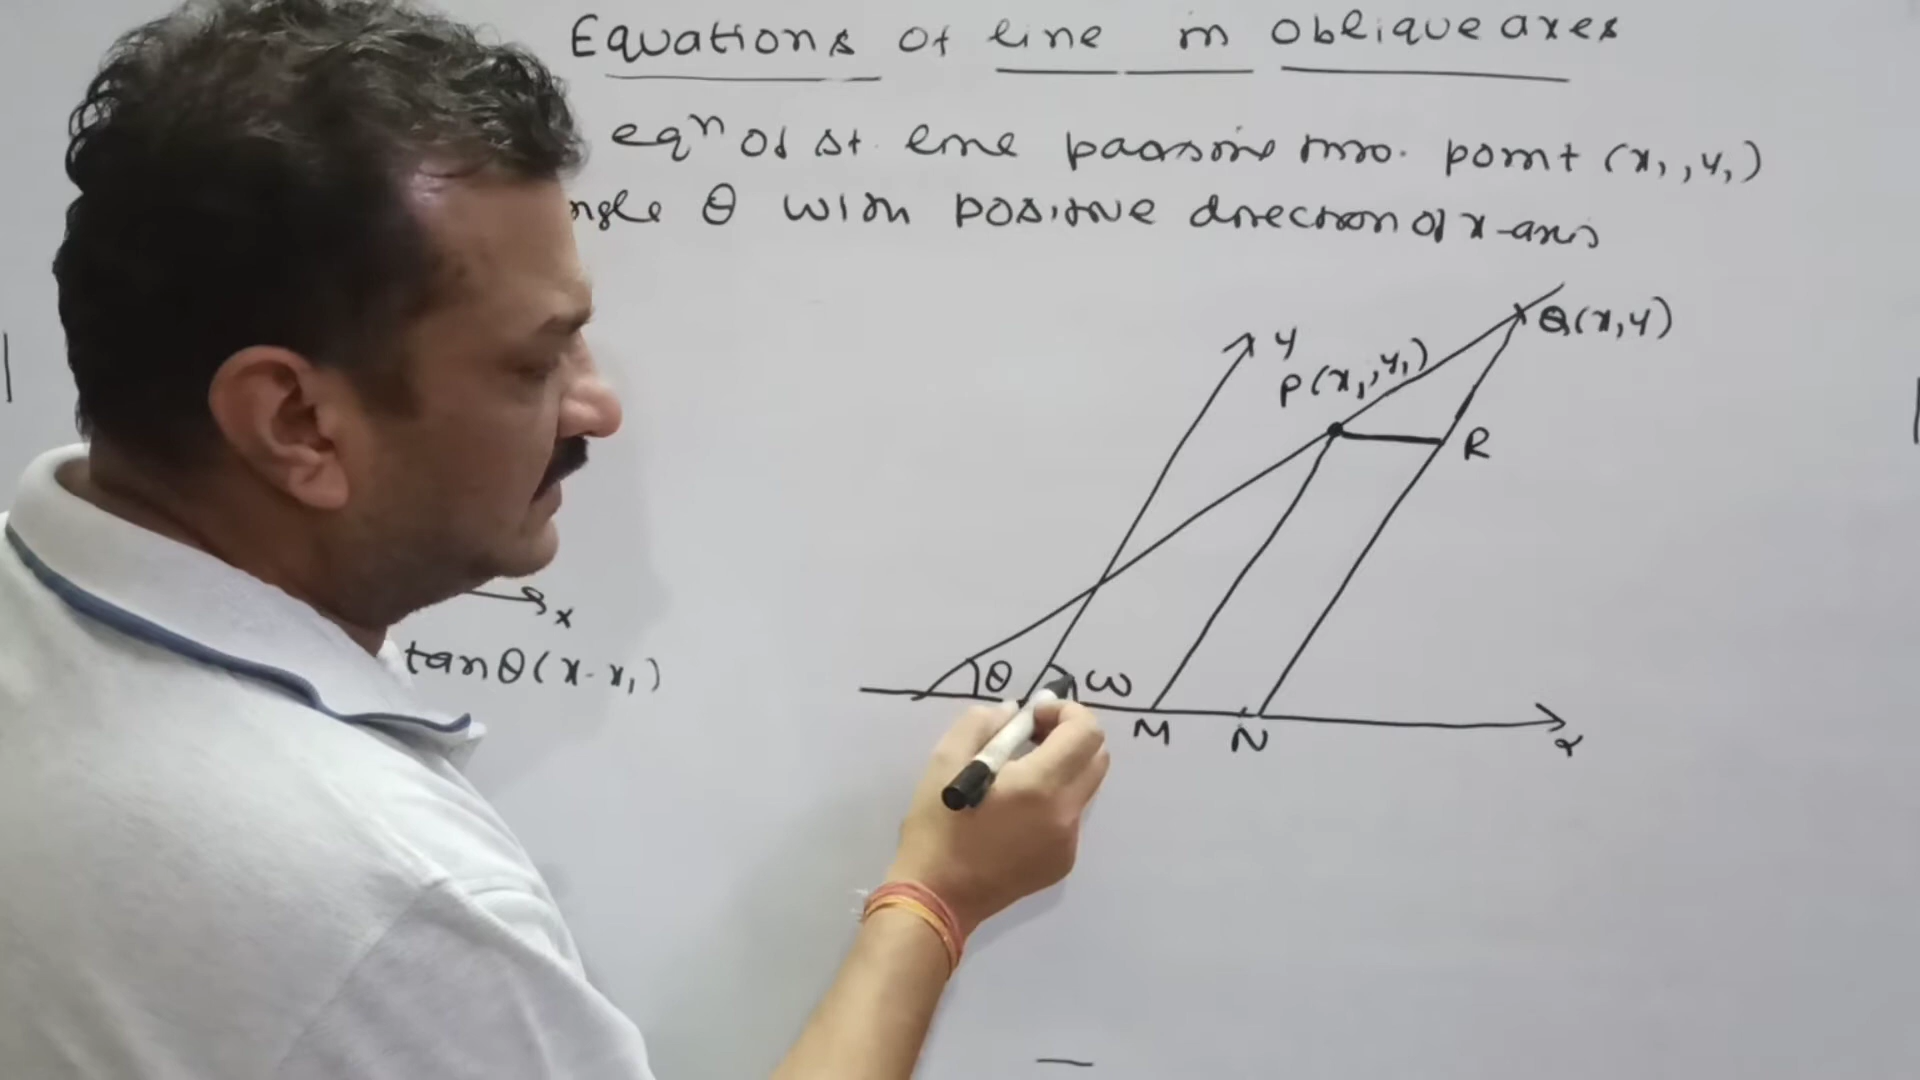 Equations of line in oblique axes
eqⁿ of st. line passing thro. point (x₁, y₁)
ngle θ with positive direction of x-axis
y
Q(x,y)
P(x₁, y₁)
R
x
tanθ(x-x₁)
θ
ω
M
N
x